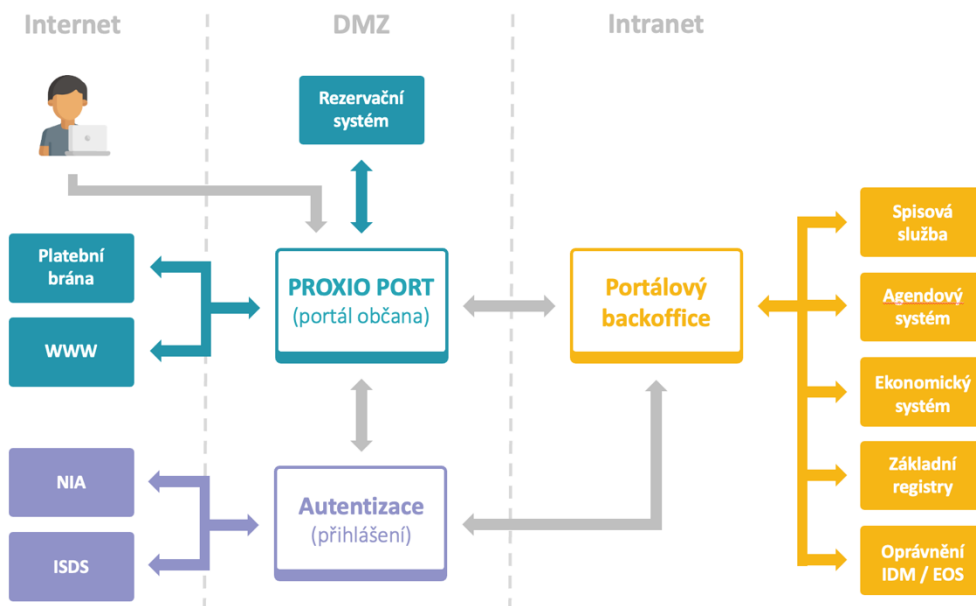 Internet
DMZ
Intranet
Rezervační
systém
Platební
brána
WWW
PROXIO PORT
(portál občana)
Portálový
backoffice
Spisová
služba
Agendový
systém
Ekonomický
systém
Základní
registry
Oprávnění
IDM / EOS
NIA
ISDS
Autentizace
(přihlášení)